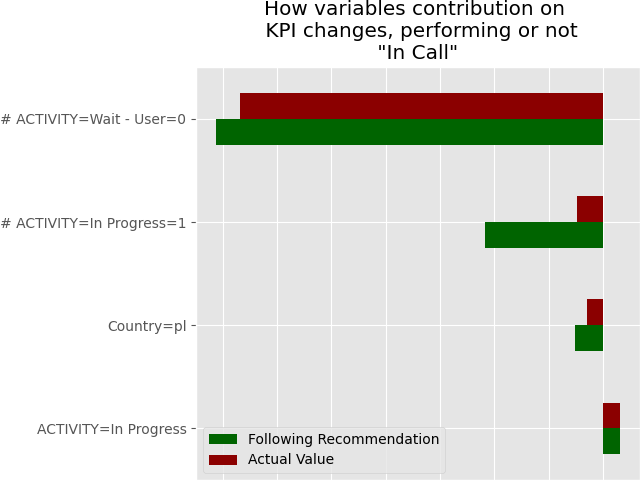 How variables contribution on
KPI changes, performing or not
"In Call"
# ACTIVITY=Wait - User=0
# ACTIVITY=In Progress=1
Country=pl
ACTIVITY=In Progress
Following Recommendation
Actual Value